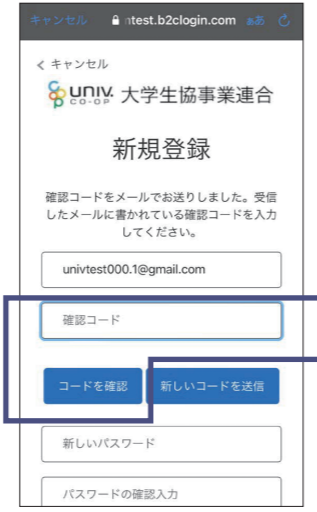 キャンセル ntest.b2clogin.com ぁあ
キャンセル
univ. CO-OP 大学生協事業連合
新規登録
確認コードをメールでお送りしました。受信
したメールに書かれている確認コードを入力
してください。
univtest000.1@gmail.com
確認コード
コードを確認 新しいコードを送信
新しいパスワード
パスワードの確認入力